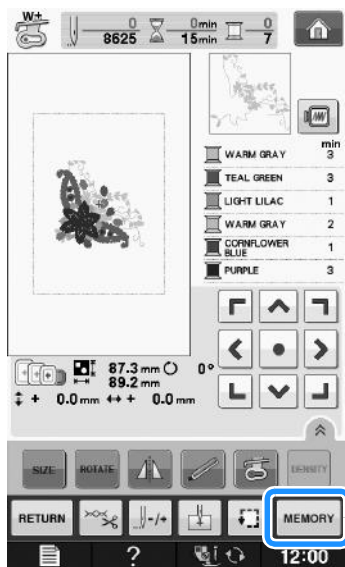 W+
0 0min 0
8625 15min 7
min
WARM GRAY 3
TEAL GREEN 3
LIGHT LILAC 1
WARM GRAY 2
CORNFLOWER BLUE 1
PURPLE 3
87.3 mm 0°
89.2 mm
+ 0.0 mm + 0.0 mm
SIZE ROTATE DENSITY
RETURN -/+ MEMORY
? i 12:00